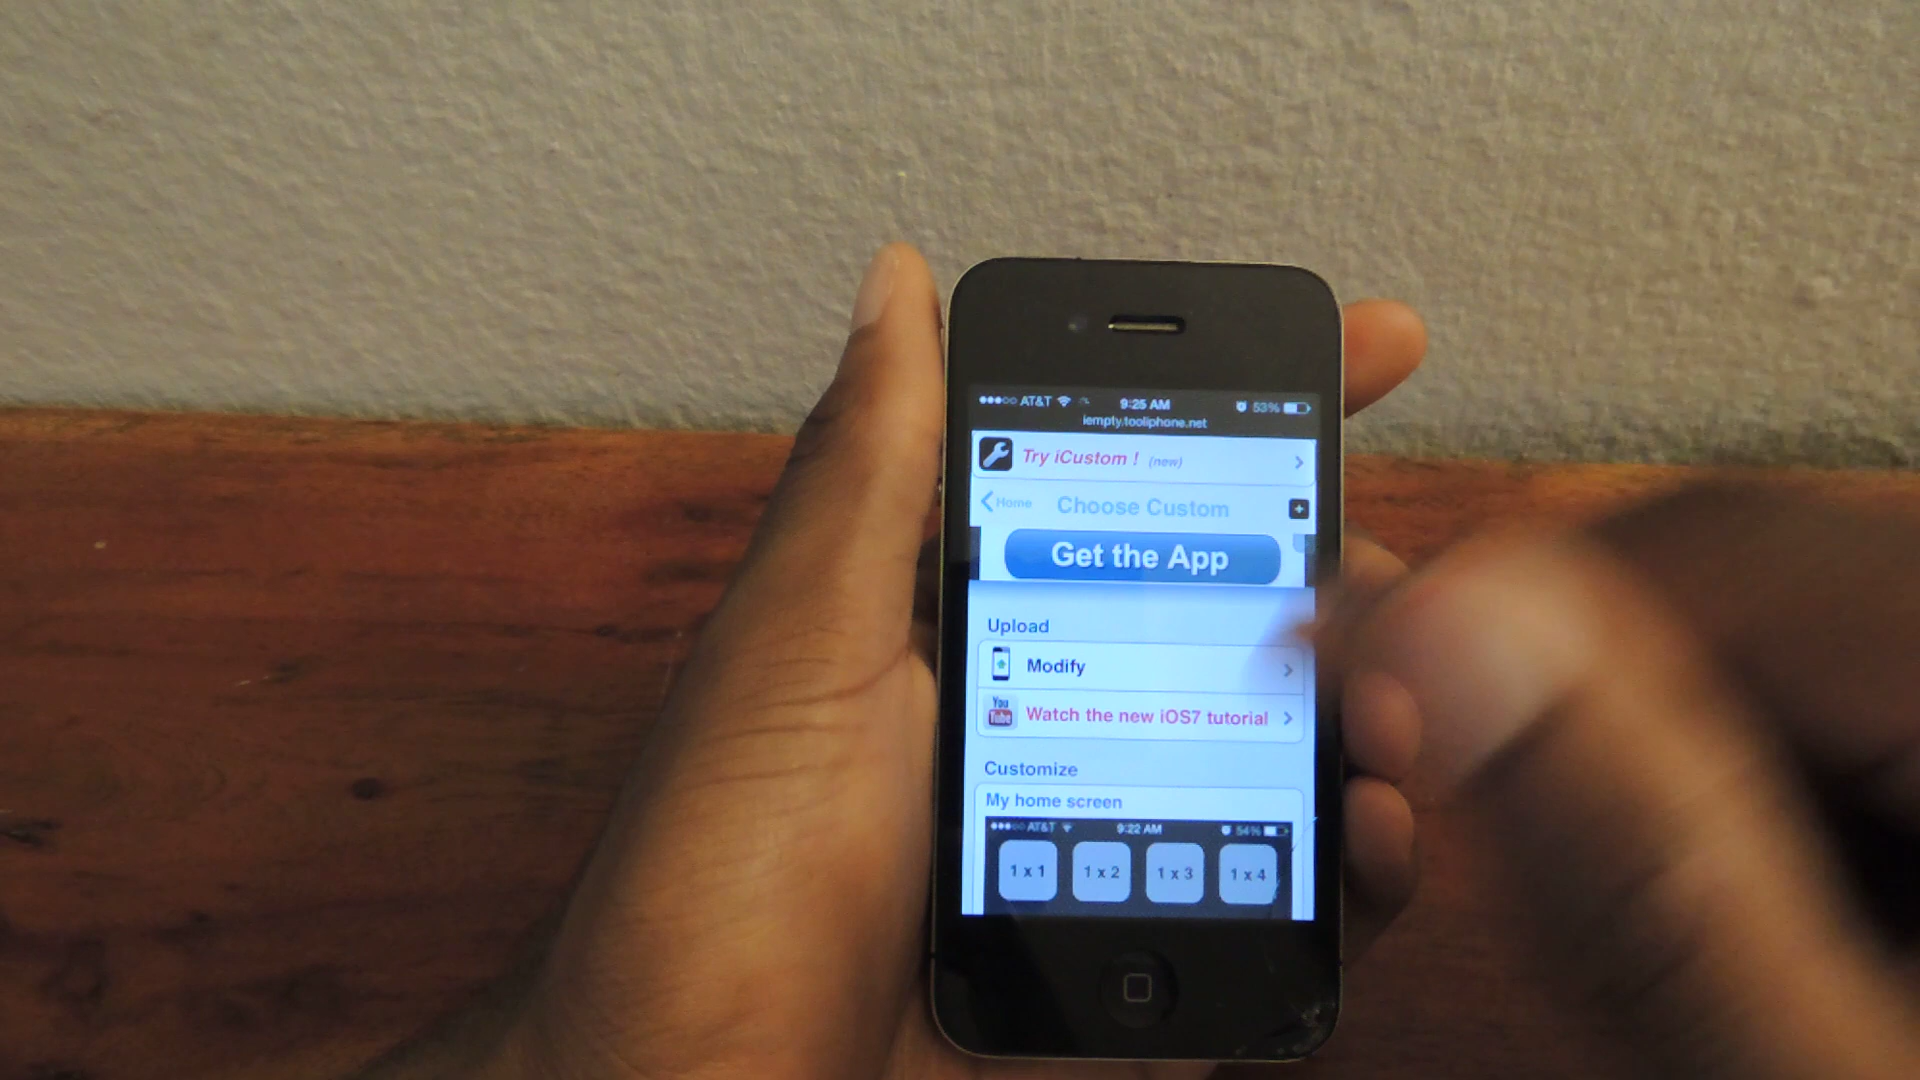 AT&T 9:25 AM 53%
iempty.tooliphone.net
Try iCustom ! (new)
Home Choose Custom
Get the App
Upload
Modify
You Tube Watch the new iOS7 tutorial
Customize
My home screen
AT&T 9:22 AM 54%
1 x 1 1 x 2 1 x 3 1 x 4